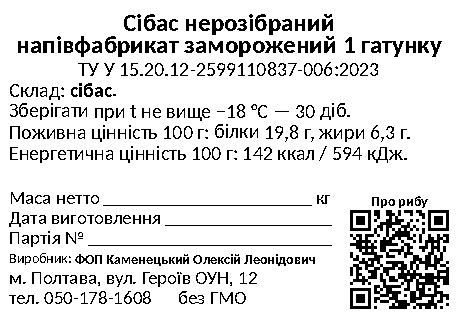 Сібас нерозібраний
напівфабрикат заморожений 1 гатунку
ТУ У 15.20.12-2599110837-006:2023
Склад: сібас.
Зберігати при t не вище –18 °С — 30 діб.
Поживна цінність 100 г: білки 19,8 г, жири 6,3 г.
Енергетична цінність 100 г: 142 ккал / 594 кДж.
Маса нетто ______________________ кг
Про рибу
Дата виготовлення __________________
Партія № __________________________
Виробник: ФОП Каменецький Олексій Леонідович
м. Полтава, вул. Героїв ОУН, 12
тел. 050-178-1608 без ГМО